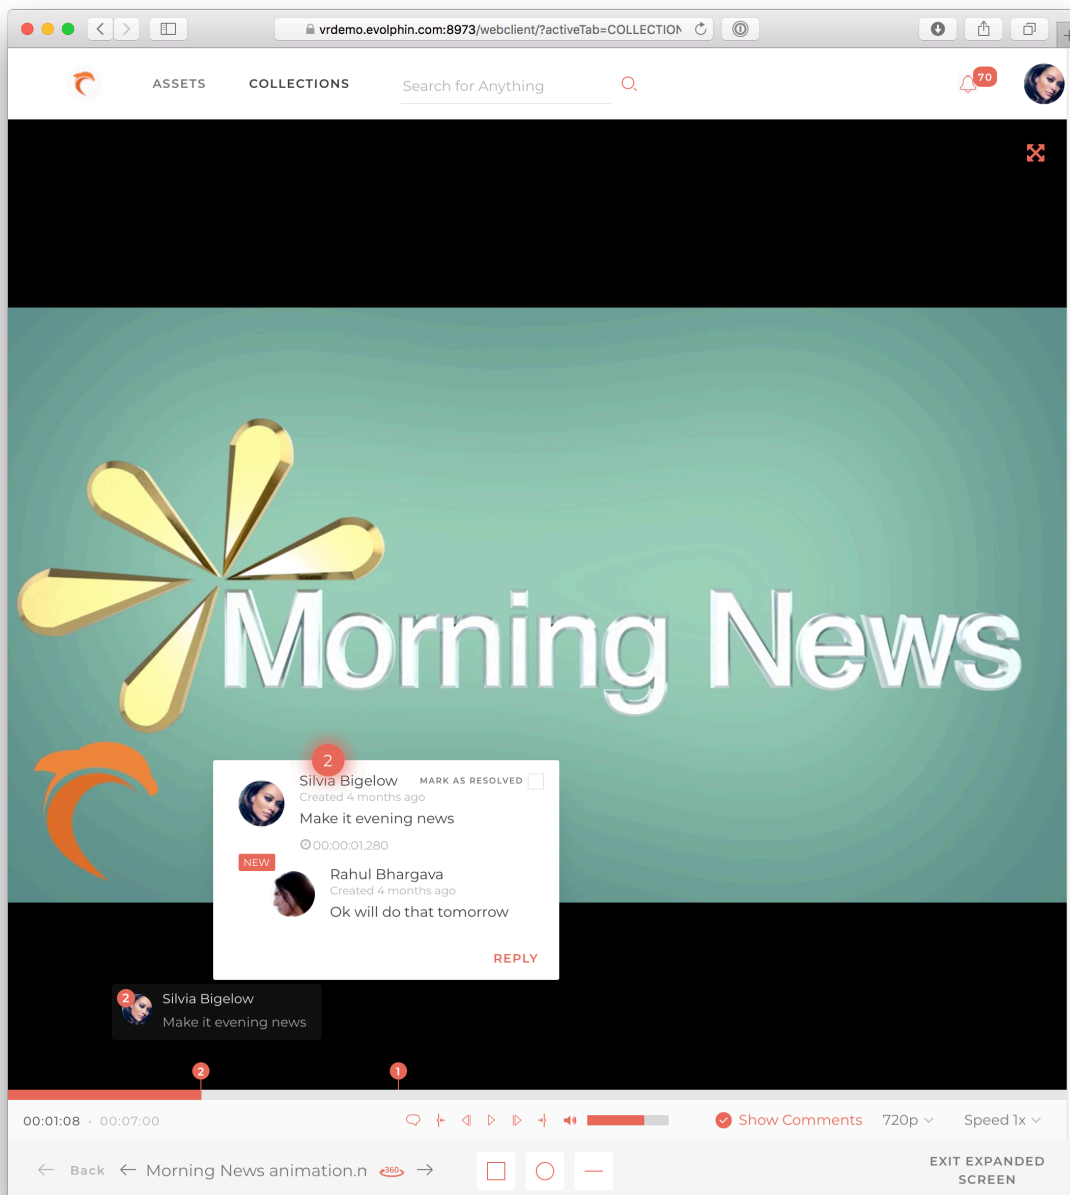 vrdemo.evolphin.com:8973/webclient/?activeTab=COLLECTION
ASSETS
COLLECTIONS
Search for Anything
70
Morning News
2
Silvia Bigelow
MARK AS RESOLVED
Created 4 months ago
Make it evening news
00:00:01.280
NEW
Rahul Bhargava
Created 4 months ago
Ok will do that tomorrow
REPLY
2
Silvia Bigelow
Make it evening news
2
1
00:01:08 · 00:07:00
Show Comments
720p
Speed 1x
Back
Morning News animation.m
360
EXIT EXPANDED
SCREEN